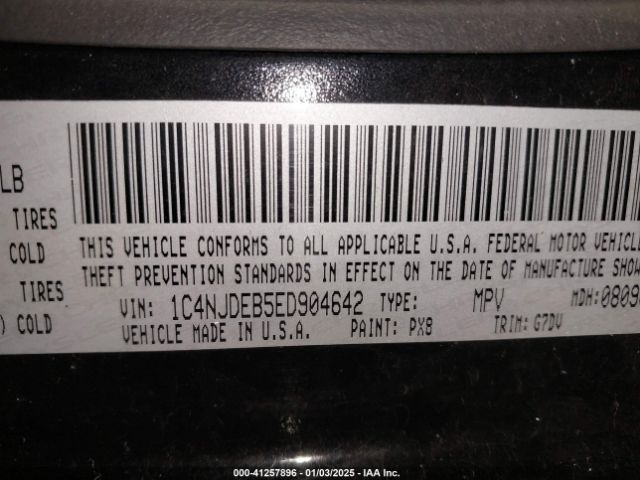 LB
TIRES
COLD
THIS VEHICLE CONFORMS TO ALL APPLICABLE U.S.A. FEDERAL MOTOR VEHICLE
THEFT PREVENTION STANDARDS IN EFFECT ON THE DATE OF MANUFACTURE SHOW
VIN: 1C4NJDEB5ED904642 TYPE: MPV MDH:0809
) COLD VEHICLE MADE IN U.S.A. PAINT: PX8 TRIM: G7DV
000-41257896 - 01/03/2025 - IAA Inc.